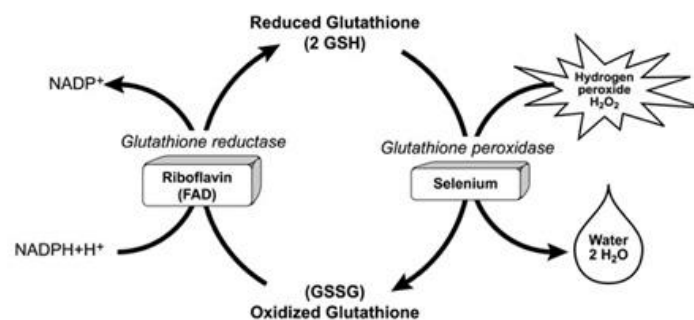 Reduced Glutathione
(2 GSH)
NADP⁺
Hydrogen
peroxide
H₂O₂
Glutathione reductase
Glutathione peroxidase
Riboflavin
(FAD)
Selenium
NADPH+H⁺
Water
2 H₂O
(GSSG)
Oxidized Glutathione